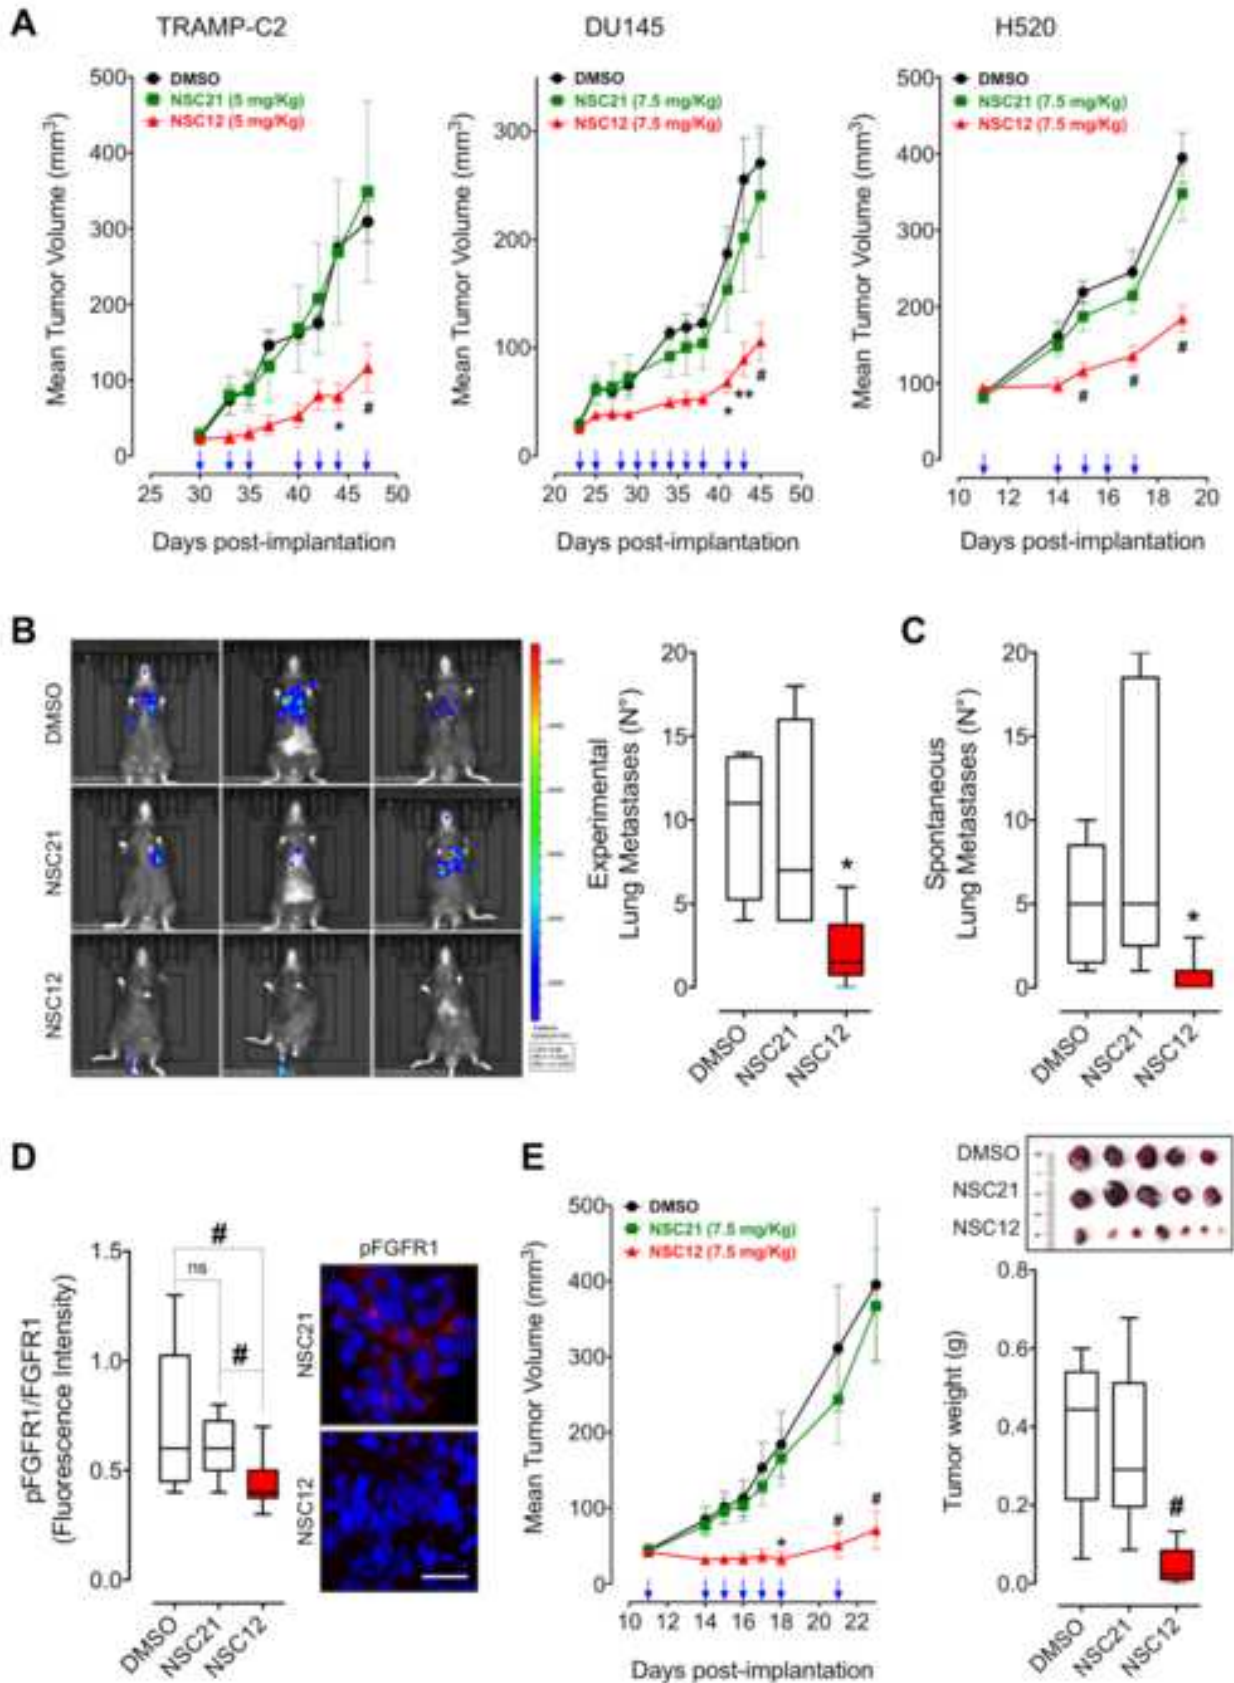 A
TRAMP-C2
DU145
H520
DMSO
NSC21 (5 mg/Kg)
NSC12 (5 mg/Kg)
Mean Tumor Volume (mm³)
500
400
300
200
100
0
25 30 35 40 45 50
Days post-implantation
* #
DMSO
NSC21 (7.5 mg/Kg)
NSC12 (7.5 mg/Kg)
Mean Tumor Volume (mm³)
300
200
100
0
20 25 30 35 40 45 50
Days post-implantation
* ** #
DMSO
NSC21 (7.5 mg/Kg)
NSC12 (7.5 mg/Kg)
Mean Tumor Volume (mm³)
500
400
300
200
100
0
10 12 14 16 18 20
Days post-implantation
# # #
B
DMSO
NSC21
NSC12
Experimental
Lung Metastases (N°)
20
15
10
5
0
*
DMSO
NSC21
NSC12
C
Spontaneous
Lung Metastases (N°)
20
15
10
5
0
*
DMSO
NSC21
NSC12
D
pFGFR1/FGFR1
(Fluorescence Intensity)
1.5
1.0
0.5
0.0
#
ns
#
DMSO
NSC21
NSC12
pFGFR1
NSC21
NSC12
E
DMSO
NSC21 (7.5 mg/Kg)
NSC12 (7.5 mg/Kg)
Mean Tumor Volume (mm³)
500
400
300
200
100
0
10 12 14 16 18 20 22
Days post-implantation
* # #
DMSO
NSC21
NSC12
Tumor weight (g)
0.8
0.6
0.4
0.2
0.0
#
DMSO
NSC21
NSC12